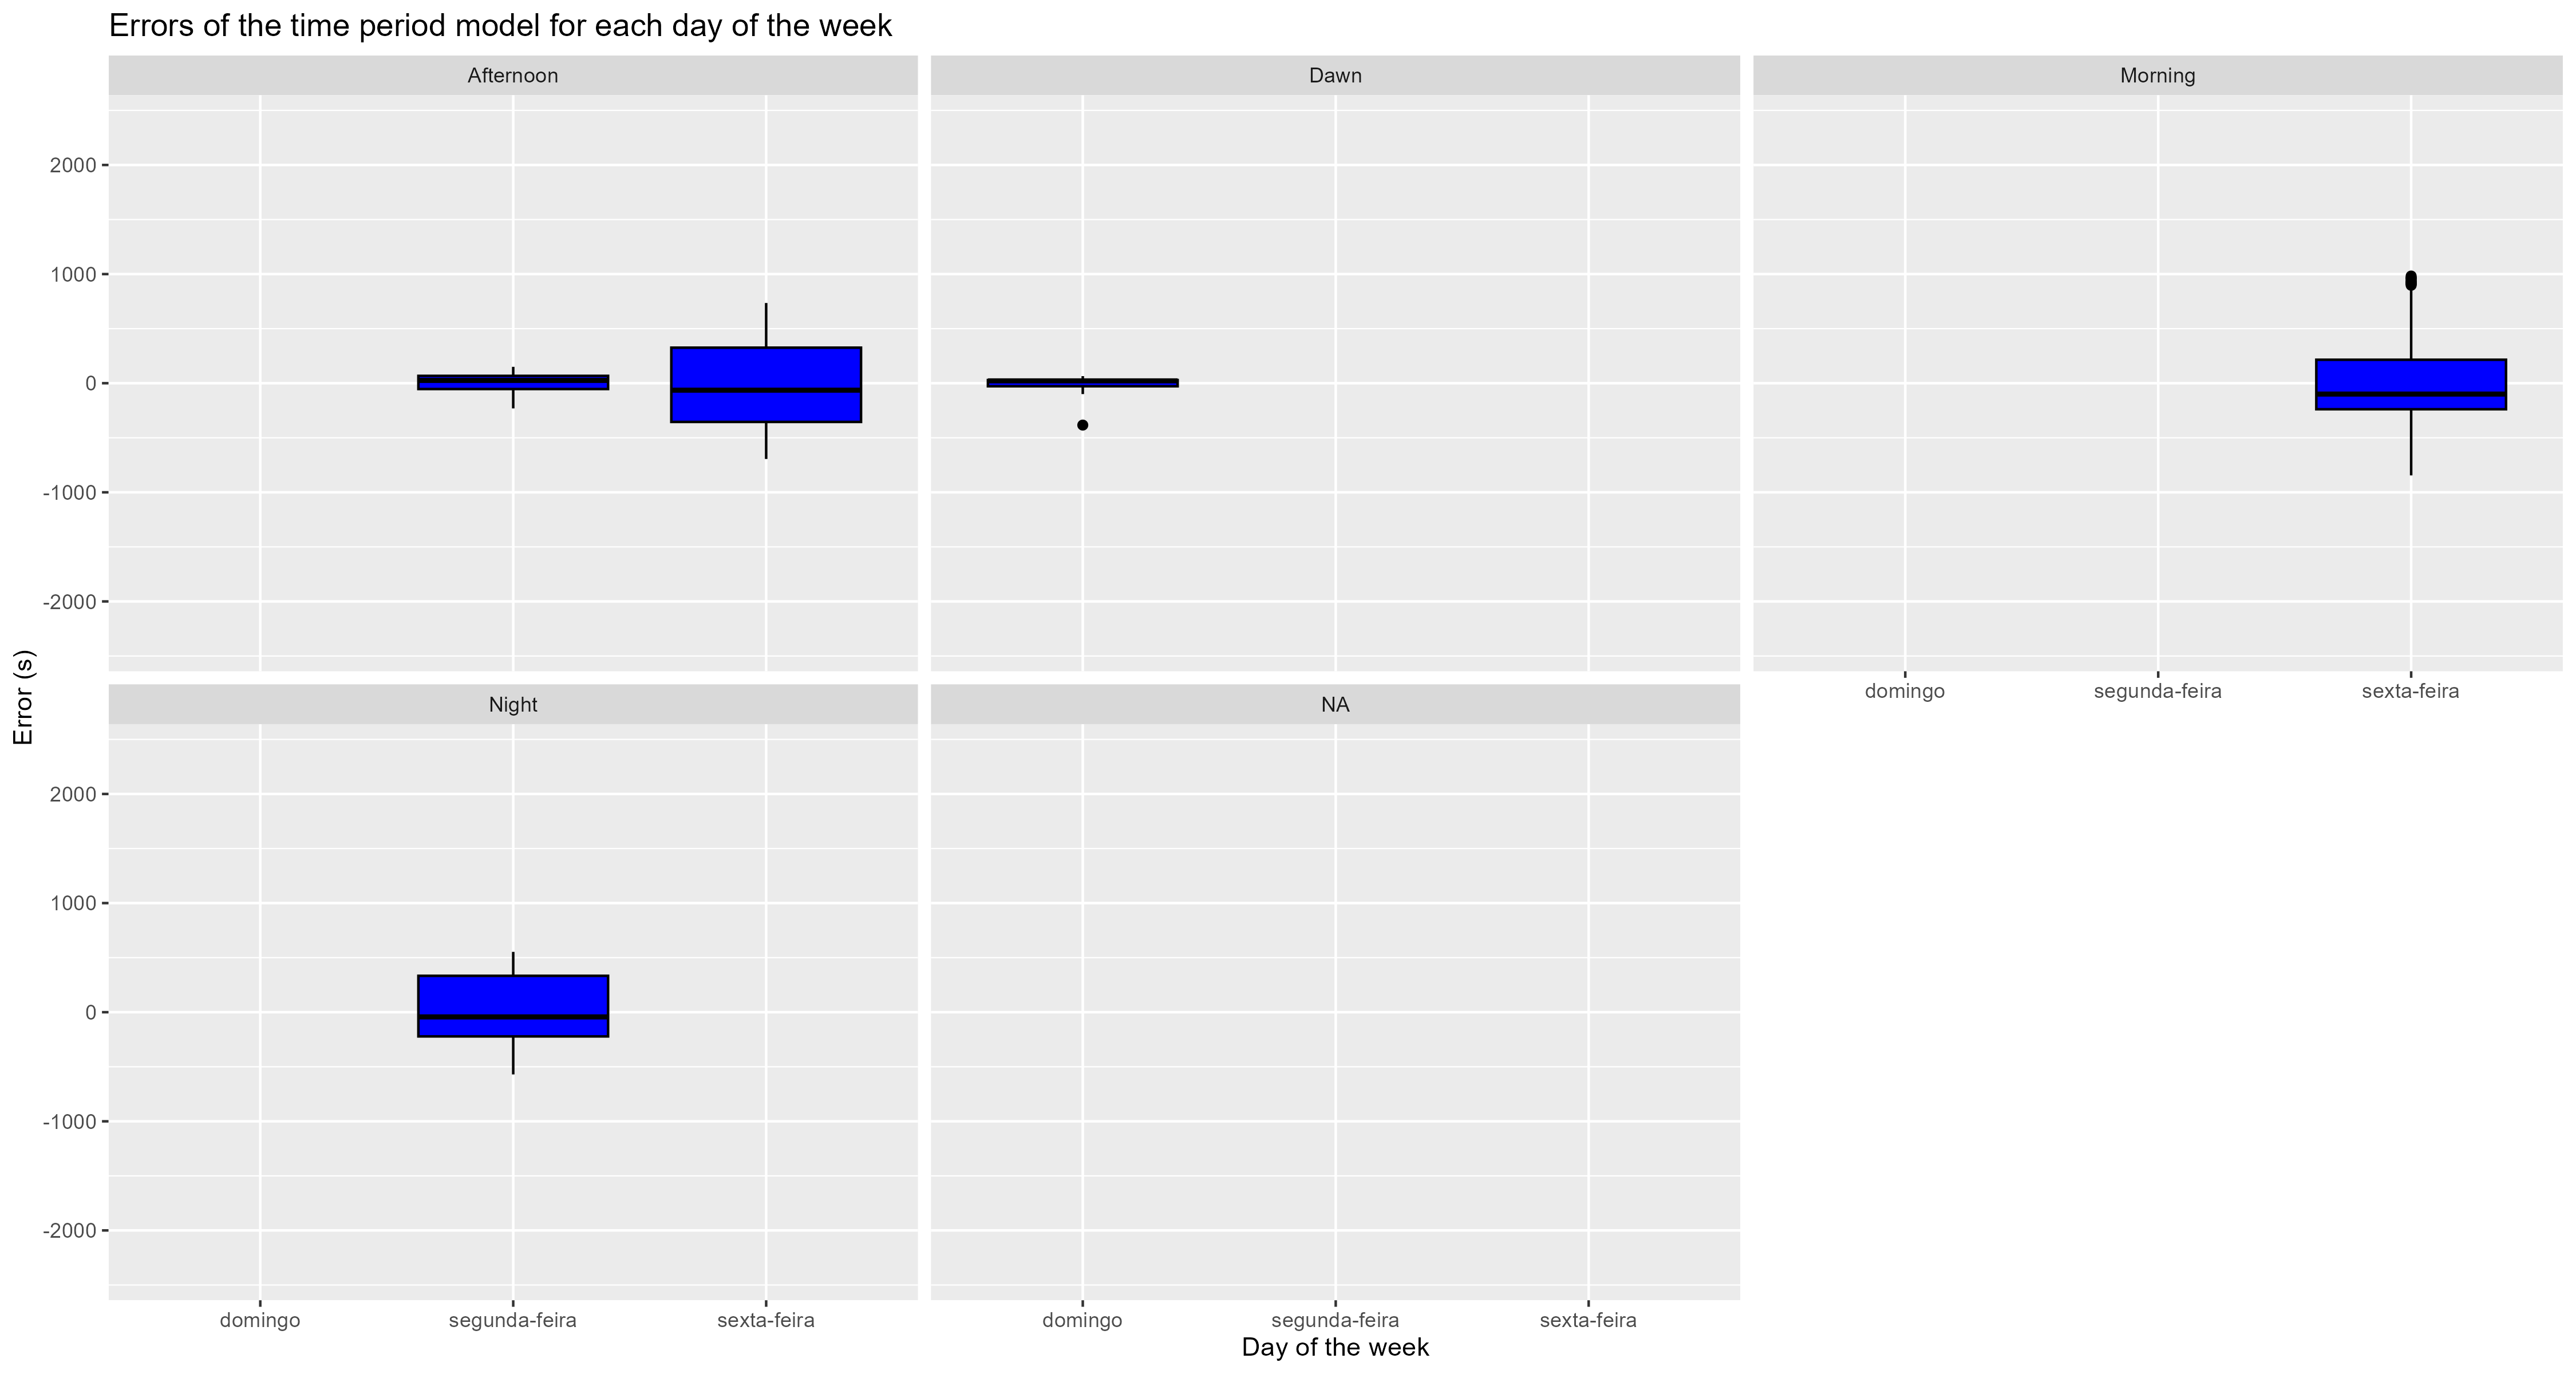 Errors of the time period model for each day of the week
Afternoon
Dawn
Morning
2000
1000
0
-1000
-2000
domingo
segunda-feira
sexta-feira
Night
NA
2000
1000
0
-1000
-2000
domingo
segunda-feira
sexta-feira
domingo
segunda-feira
sexta-feira
Error (s)
Day of the week